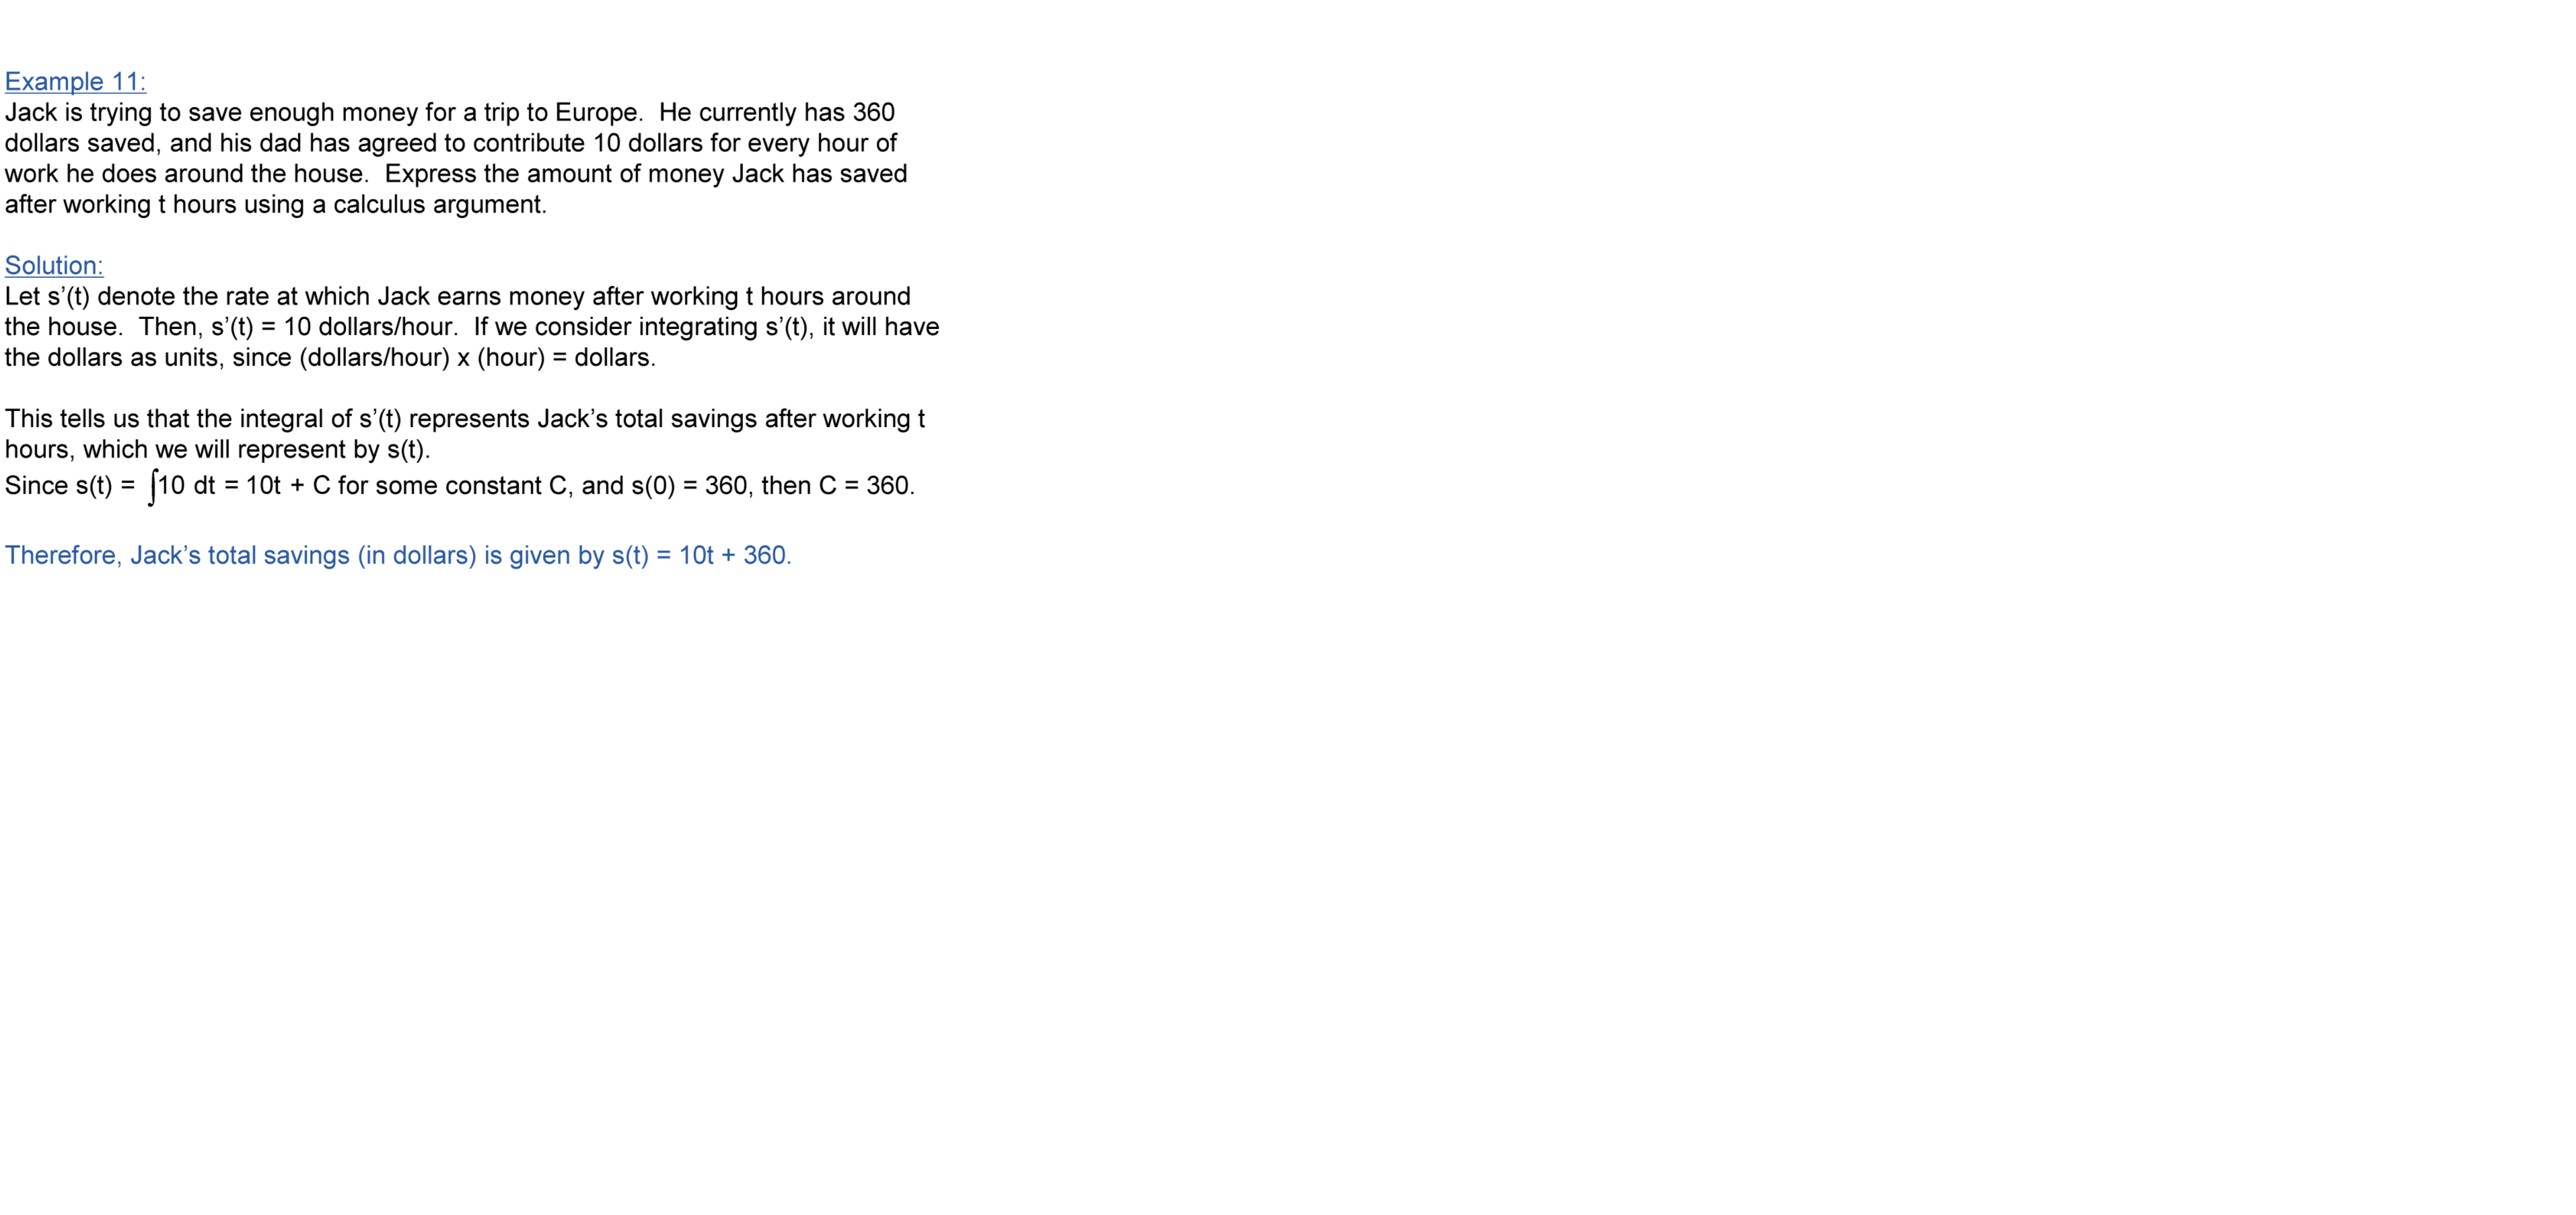 Example 11:
Jack is trying to save enough money for a trip to Europe.  He currently has 360
dollars saved, and his dad has agreed to contribute 10 dollars for every hour of
work he does around the house.  Express the amount of money Jack has saved
after working t hours using a calculus argument.
Solution:
Let s’(t) denote the rate at which Jack earns money after working t hours around
the house.  Then, s’(t) = 10 dollars/hour.  If we consider integrating s’(t), it will have
the dollars as units, since (dollars/hour) x (hour) = dollars.
This tells us that the integral of s’(t) represents Jack’s total savings after working t
hours, which we will represent by s(t).
Since s(t) = ∫10 dt = 10t + C for some constant C, and s(0) = 360, then C = 360.
Therefore, Jack’s total savings (in dollars) is given by s(t) = 10t + 360.